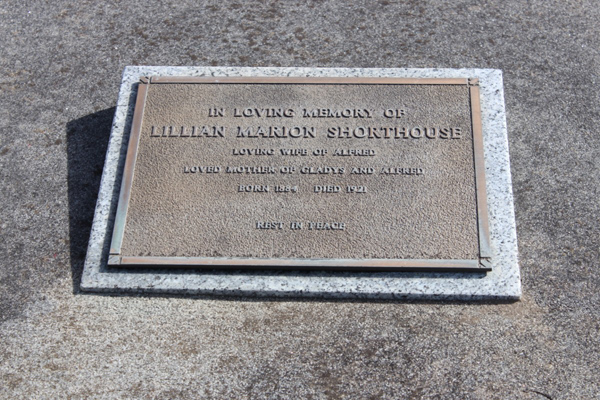 IN LOVING MEMORY OF
LILLIAN MARION SHORTHOUSE
LOVING WIFE OF ALFRED
LOVED MOTHER OF GLADYS AND ALFRED
BORN 1884 DIED 1921
REST IN PEACE